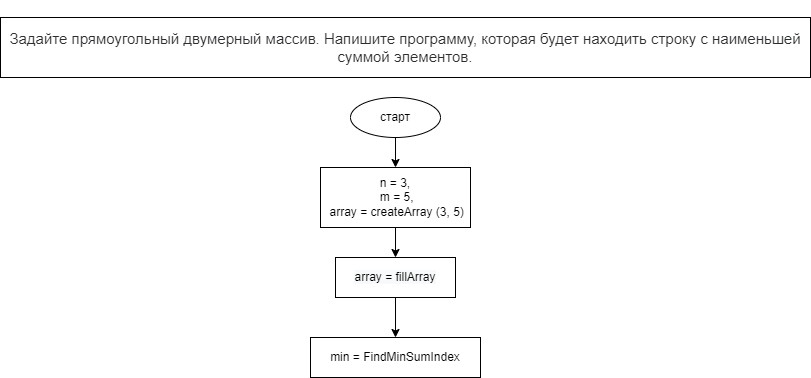 Задайте прямоугольный двумерный массив. Напишите программу, которая будет находить строку с наименьшей
суммой элементов.
старт
n = 3,
m = 5,
array = createArray (3, 5)
array = fillArray
min = FindMinSumIndex